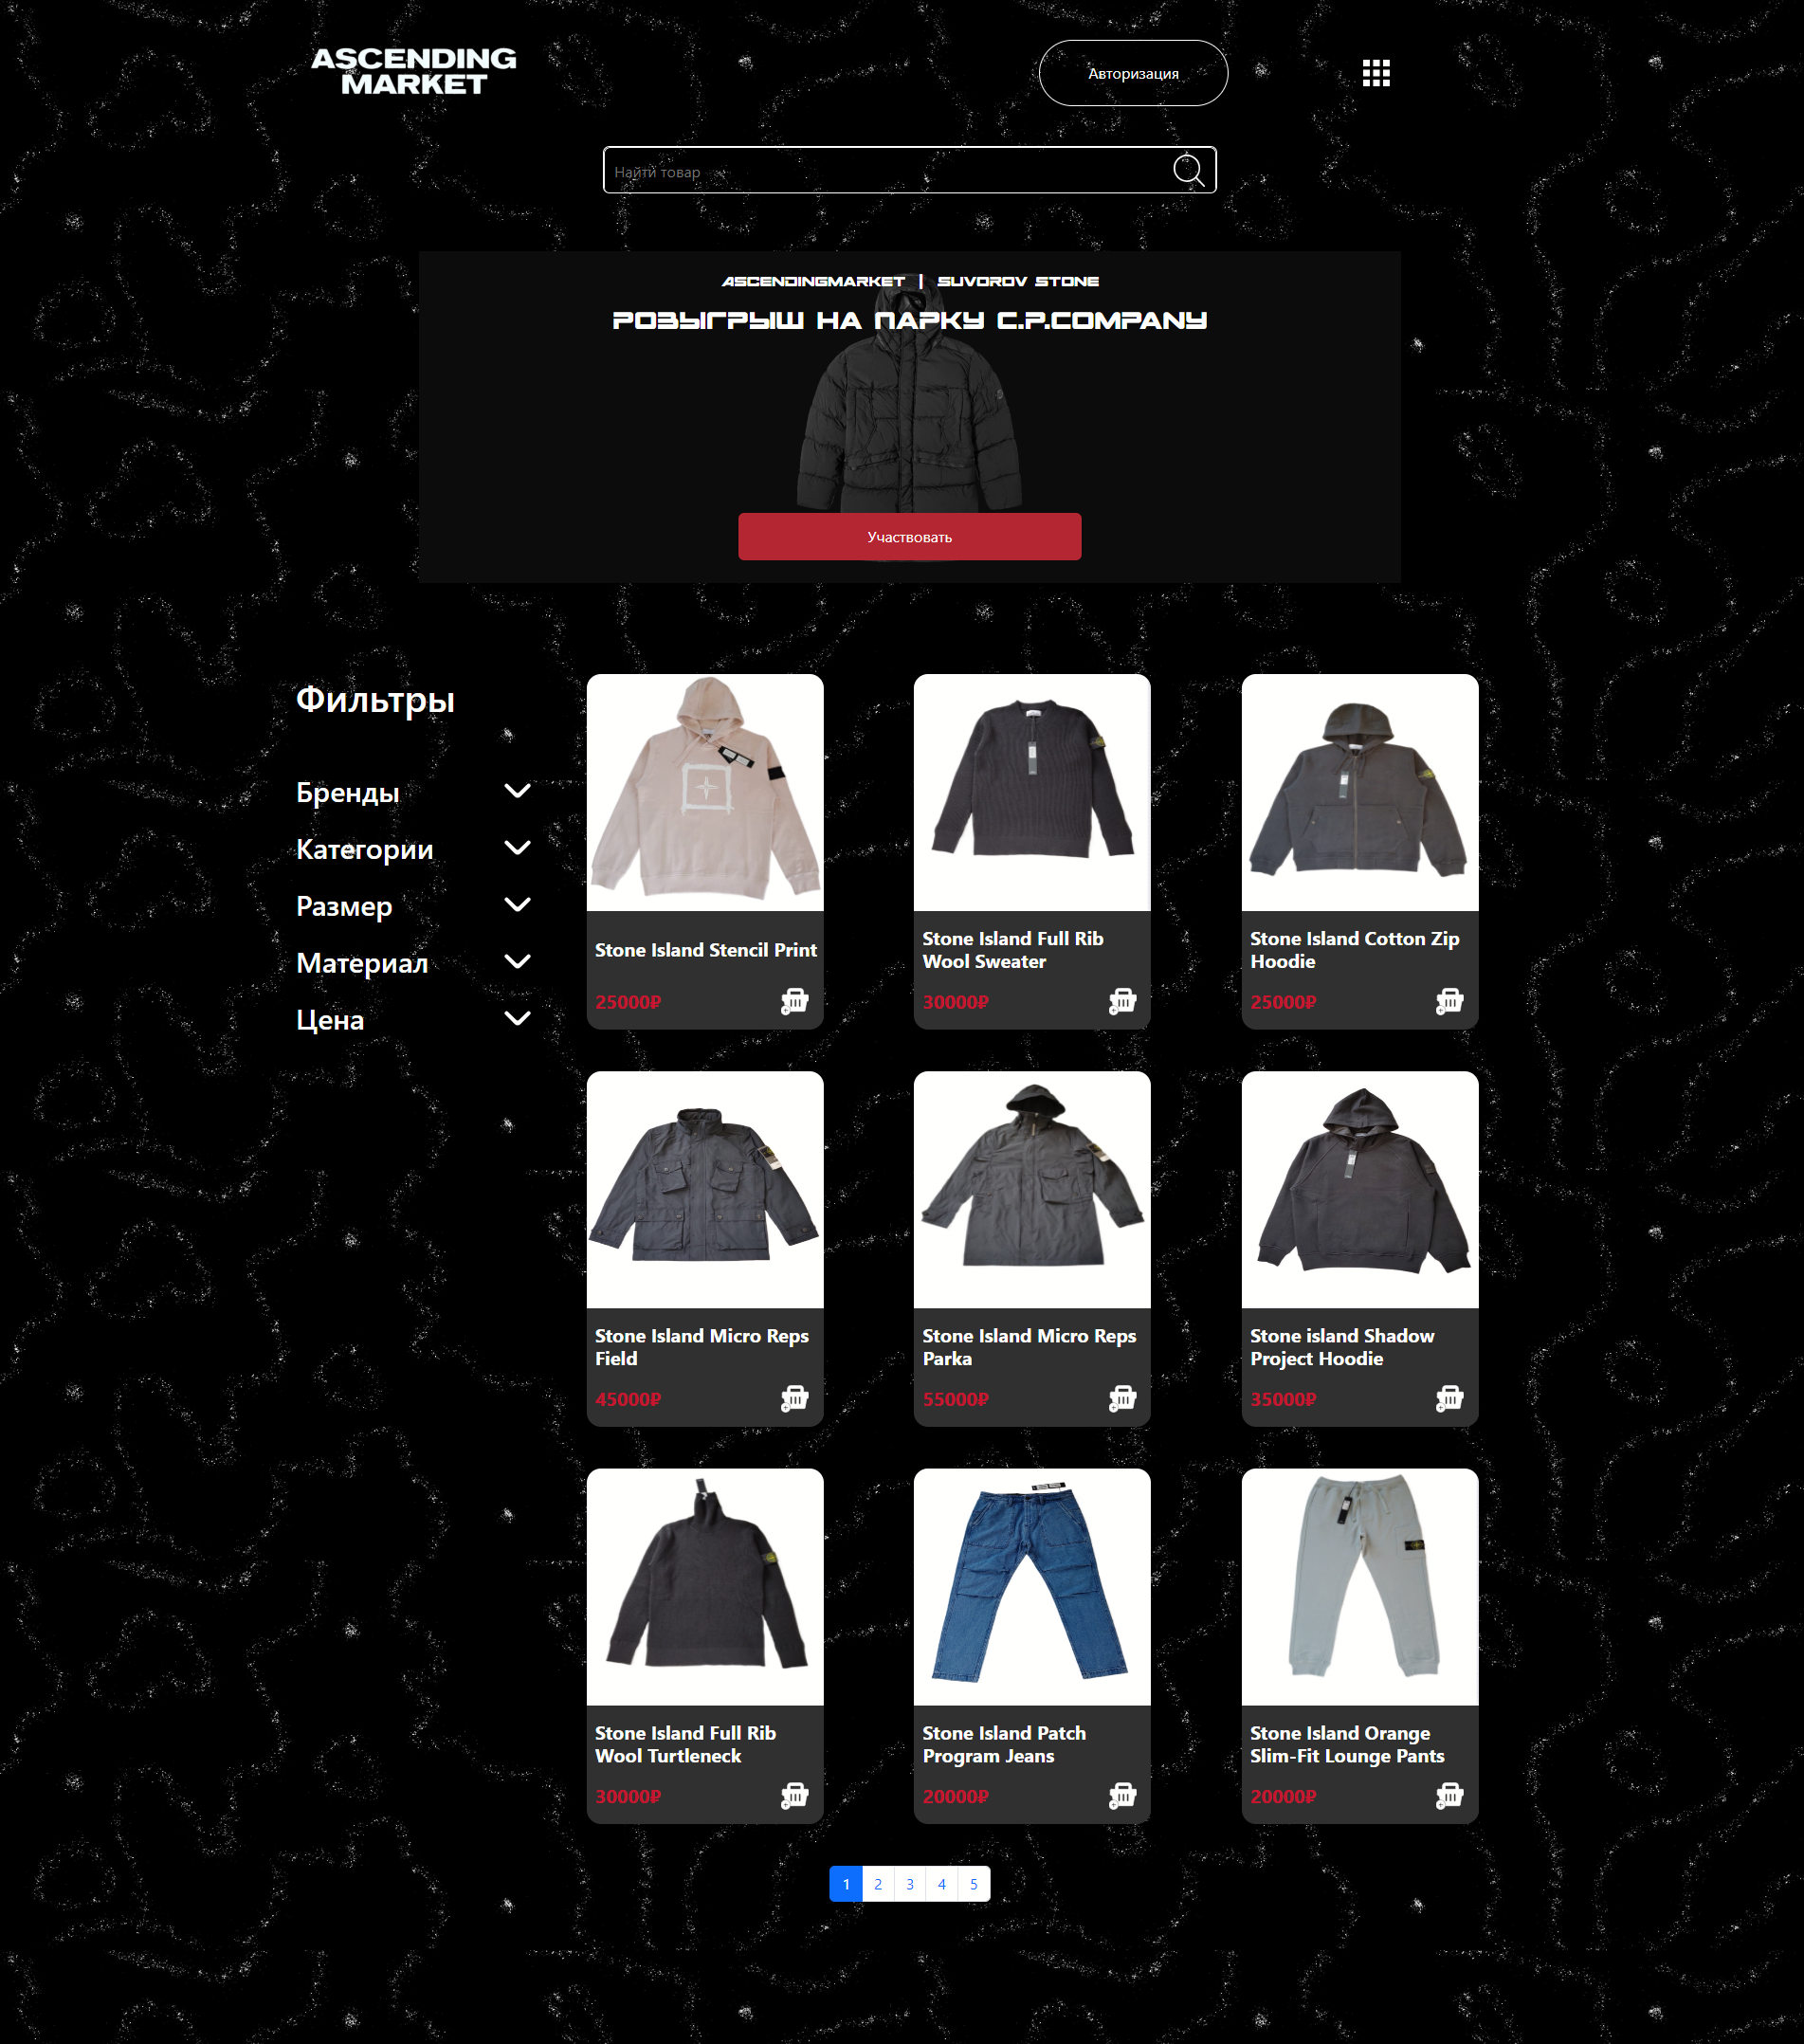 ASCENDING
MARKET
Авторизация
Найти товар
ASCENDINGMARKET | SUVOROV STONE
РОЗЫГРЫШ НА ПАРКУ C.P.COMPANY
Участвовать
Фильтры
Бренды
Категории
Размер
Материал
Цена
Stone Island Stencil Print
25000₽
Stone Island Full Rib
Wool Sweater
30000₽
Stone Island Cotton Zip
Hoodie
25000₽
Stone Island Micro Reps
Field
45000₽
Stone Island Micro Reps
Parka
55000₽
Stone island Shadow
Project Hoodie
35000₽
Stone Island Full Rib
Wool Turtleneck
30000₽
Stone Island Patch
Program Jeans
20000₽
Stone Island Orange
Slim-Fit Lounge Pants
20000₽
1 2 3 4 5